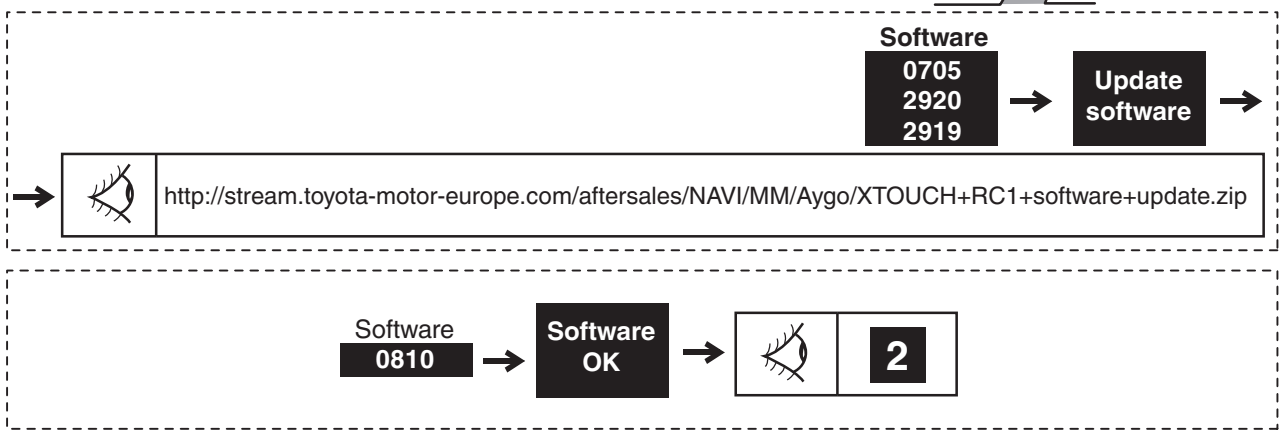 Software
0705
2920
2919
Update
software
http://stream.toyota-motor-europe.com/aftersales/NAVI/MM/Aygo/XTOUCH+RC1+software+update.zip
Software
0810
Software
OK
2